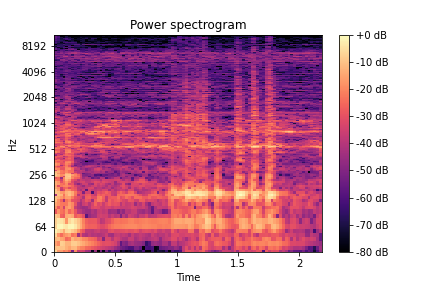 Power spectrogram
8192
4096
2048
1024
512
256
128
64
0
Hz
0
0.5
1
1.5
2
Time
+0 dB
-10 dB
-20 dB
-30 dB
-40 dB
-50 dB
-60 dB
-70 dB
-80 dB